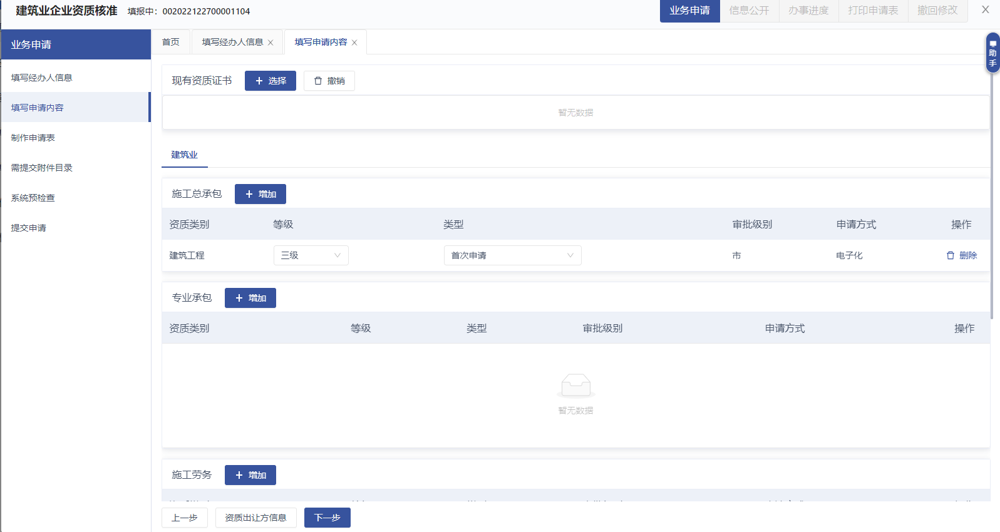 建筑业企业资质核准 填报中：002022122700001104
业务申请 信息公开 办事进度 打印申请表 撤回修改 X
业务申请
填写经办人信息
填写申请内容
制作申请表
需提交附件目录
系统预检查
提交申请
首页 填写经办人信息 填写申请内容
助手
现有资质证书 选择 撤销
暂无数据
建筑业
施工总承包 增加
资质类别 等级 类型 审批级别 申请方式 操作
建筑工程 三级 首次申请 市 电子化 删除
专业承包 增加
资质类别 等级 类型 审批级别 申请方式 操作
暂无数据
施工劳务 增加
上一步 资质出让方信息 下一步